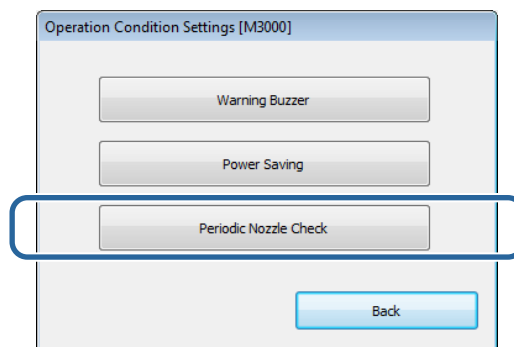 Operation Condition Settings [M3000]
Warning Buzzer
Power Saving
Periodic Nozzle Check
Back